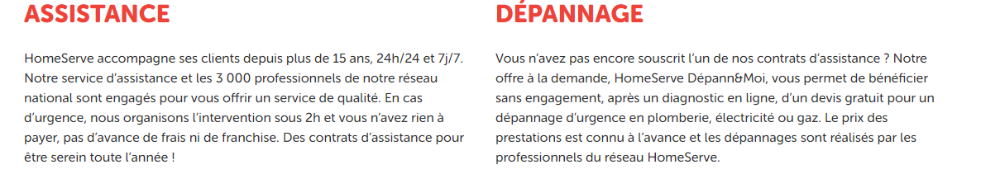 ASSISTANCE
HomeServe accompagne ses clients depuis plus de 15 ans, 24h/24 et 7j/7.
Notre service d’assistance et les 3 000 professionnels de notre réseau
national sont engagés pour vous offrir un service de qualité. En cas
d’urgence, nous organisons l’intervention sous 2h et vous n’avez rien à
payer, pas d’avance de frais ni de franchise. Des contrats d’assistance pour
être serein toute l’année !
DÉPANNAGE
Vous n’avez pas encore souscrit l’un de nos contrats d’assistance ? Notre
offre à la demande, HomeServe Dépann&Moi, vous permet de bénéficier
sans engagement, après un diagnostic en ligne, d’un devis gratuit pour un
dépannage d’urgence en plomberie, électricité ou gaz. Le prix des
prestations est connu à l’avance et les dépannages sont réalisés par les
professionnels du réseau HomeServe.